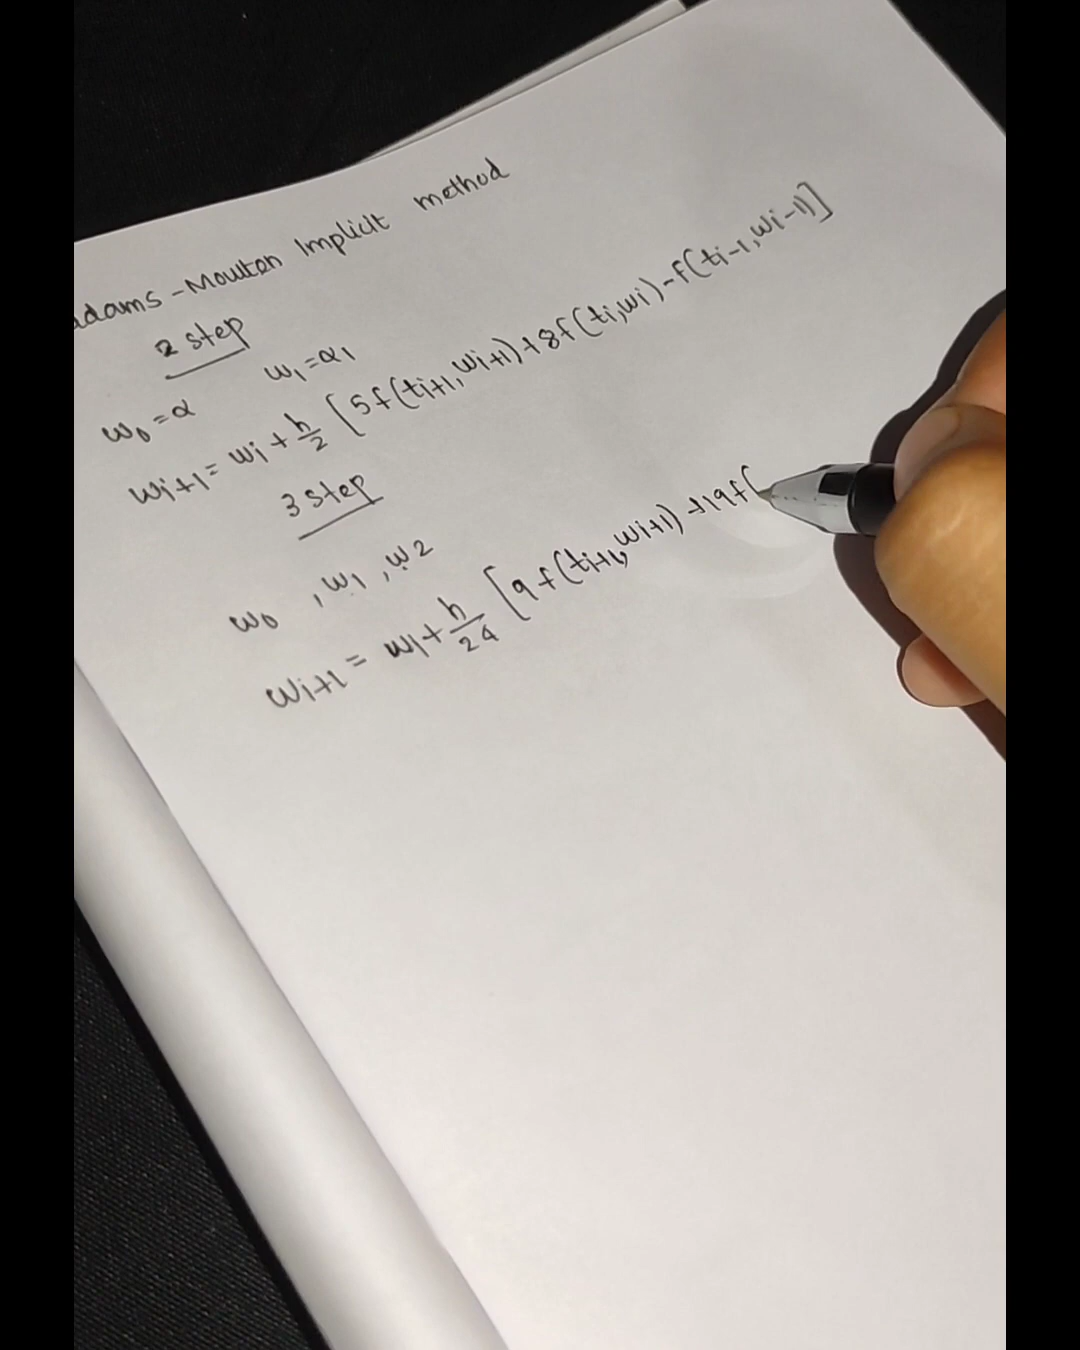 adams-Moulton Implicit method
2 step
w₀ = α w₁ = α₁
wi+1 = wi + h/2 [5f(ti+1, wi+1) + 8f(ti, wi) - f(ti-1, wi-1)]
3 step
w₀, w₁, w₂
wi+1 = w1 + h/24 [9f(ti+1, wi+1) + 19f(